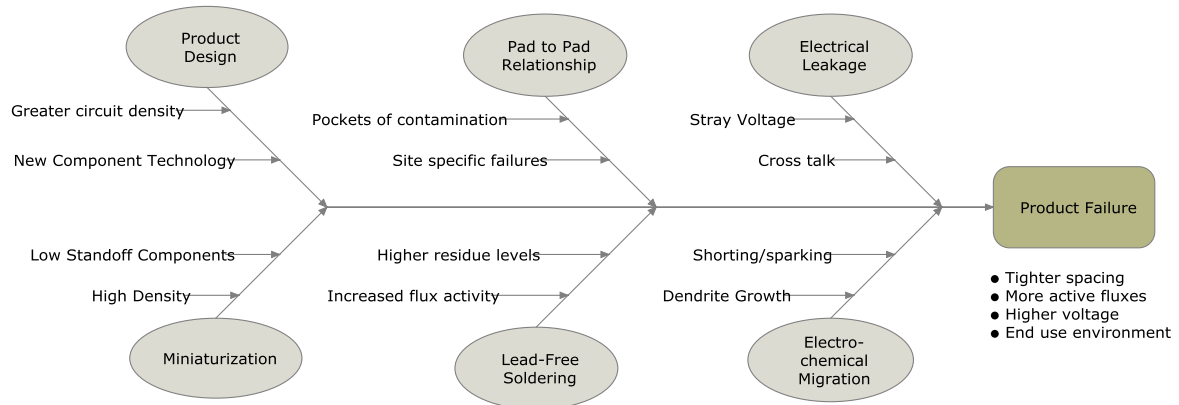 Product
Design
Pad to Pad
Relationship
Electrical
Leakage
Greater circuit density
Pockets of contamination
Stray Voltage
New Component Technology
Site specific failures
Cross talk
Product Failure
Low Standoff Components
Higher residue levels
Shorting/sparking
High Density
Increased flux activity
Dendrite Growth
● Tighter spacing
● More active fluxes
● Higher voltage
● End use environment
Miniaturization
Lead-Free
Soldering
Electro-
chemical
Migration